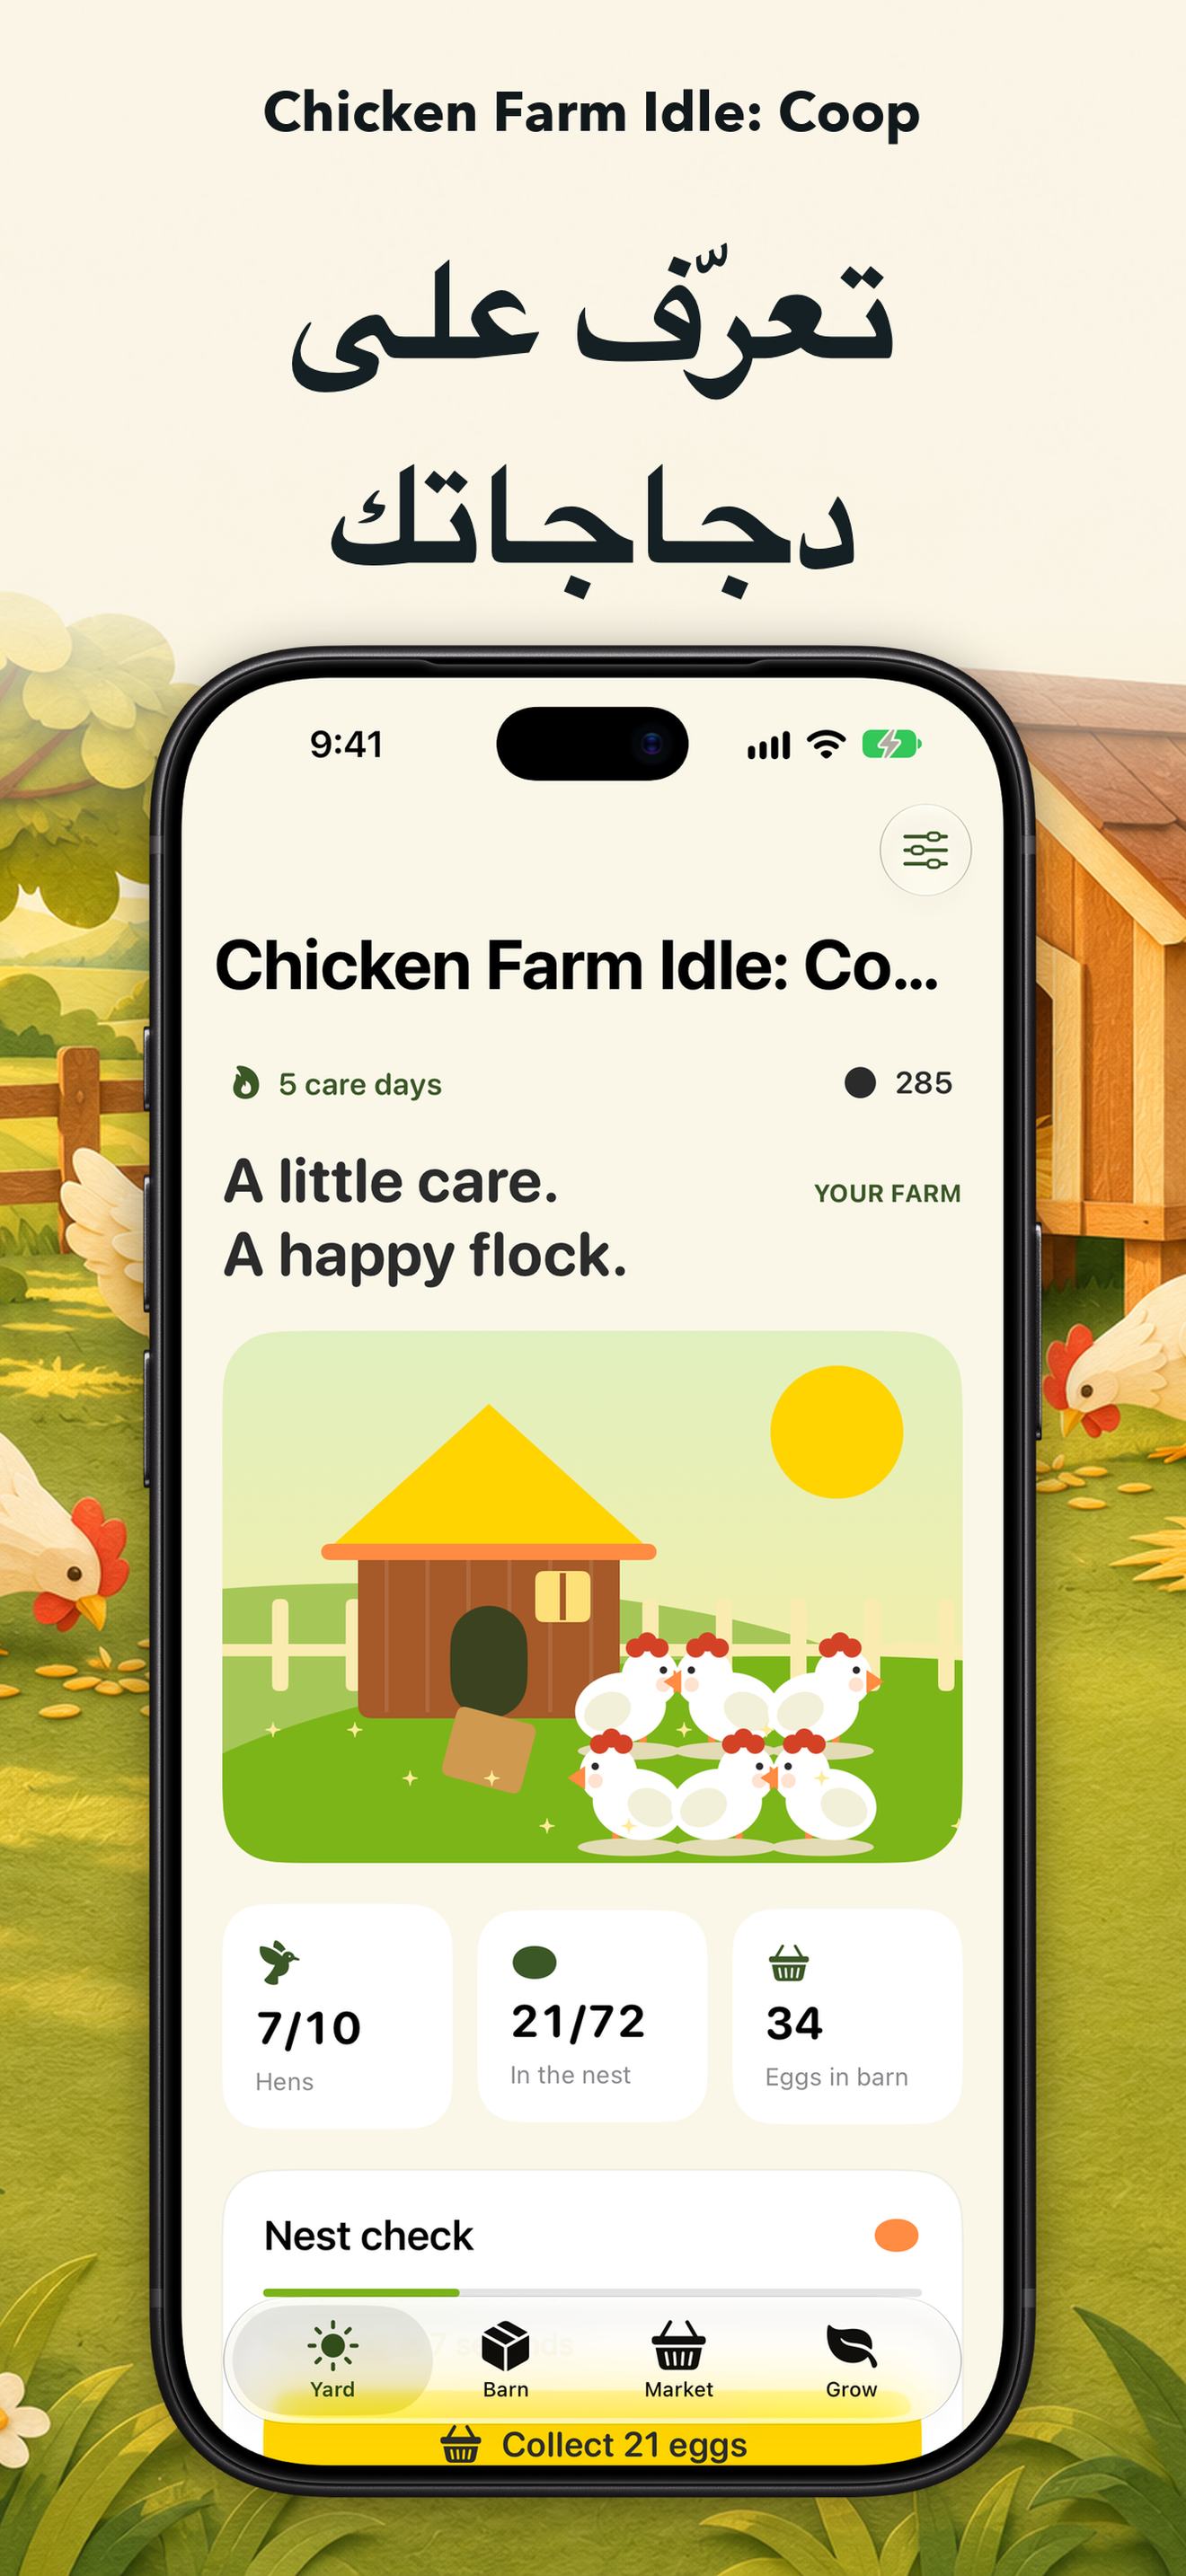 Chicken Farm Idle: Coop
تعرّف على
دجاجاتك
9:41
Chicken Farm Idle: Co...
5 care days
285
A little care.
A happy flock.
YOUR FARM
7/10
Hens
21/72
In the nest
34
Eggs in barn
Nest check
Yard
Barn
Market
Grow
Collect 21 eggs